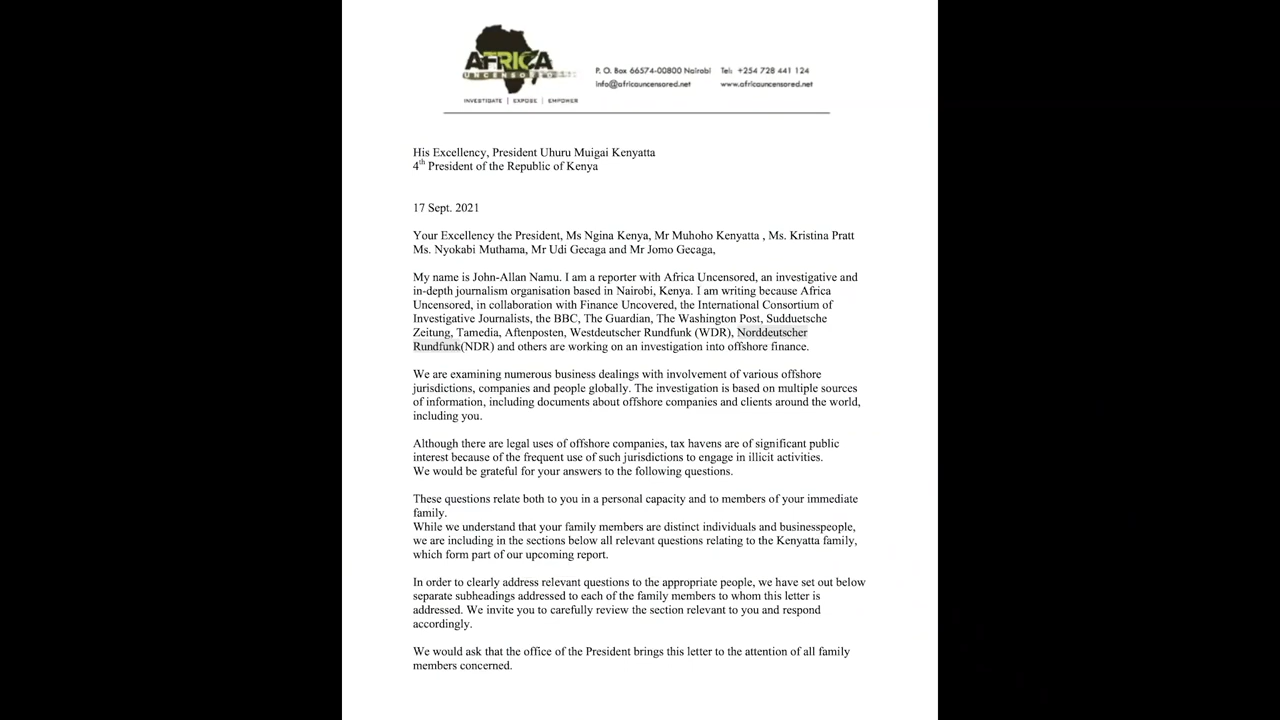 AFRICA
UNCENSORED
INVESTIGATE | EXPOSE | EMPOWER
P. O. Box 66574-00800 Nairobi Tel: +254 728 441 124
info@africauncensored.net www.africauncensored.net
His Excellency, President Uhuru Muigai Kenyatta
4th President of the Republic of Kenya
17 Sept. 2021
Your Excellency the President, Ms Ngina Kenya, Mr Muhoho Kenyatta , Ms. Kristina Pratt
Ms. Nyokabi Muthama, Mr Udi Gecaga and Mr Jomo Gecaga,
My name is John-Allan Namu. I am a reporter with Africa Uncensored, an investigative and
in-depth journalism organisation based in Nairobi, Kenya. I am writing because Africa
Uncensored, in collaboration with Finance Uncovered, the International Consortium of
Investigative Journalists, the BBC, The Guardian, The Washington Post, Sudduetsche
Zeitung, Tamedia, Aftenposten, Westdeutscher Rundfunk (WDR), Norddeutscher
Rundfunk(NDR) and others are working on an investigation into offshore finance.
We are examining numerous business dealings with involvement of various offshore
jurisdictions, companies and people globally. The investigation is based on multiple sources
of information, including documents about offshore companies and clients around the world,
including you.
Although there are legal uses of offshore companies, tax havens are of significant public
interest because of the frequent use of such jurisdictions to engage in illicit activities.
We would be grateful for your answers to the following questions.
These questions relate both to you in a personal capacity and to members of your immediate
family.
While we understand that your family members are distinct individuals and businesspeople,
we are including in the sections below all relevant questions relating to the Kenyatta family,
which form part of our upcoming report.
In order to clearly address relevant questions to the appropriate people, we have set out below
separate subheadings addressed to each of the family members to whom this letter is
addressed. We invite you to carefully review the section relevant to you and respond
accordingly.
We would ask that the office of the President brings this letter to the attention of all family
members concerned.